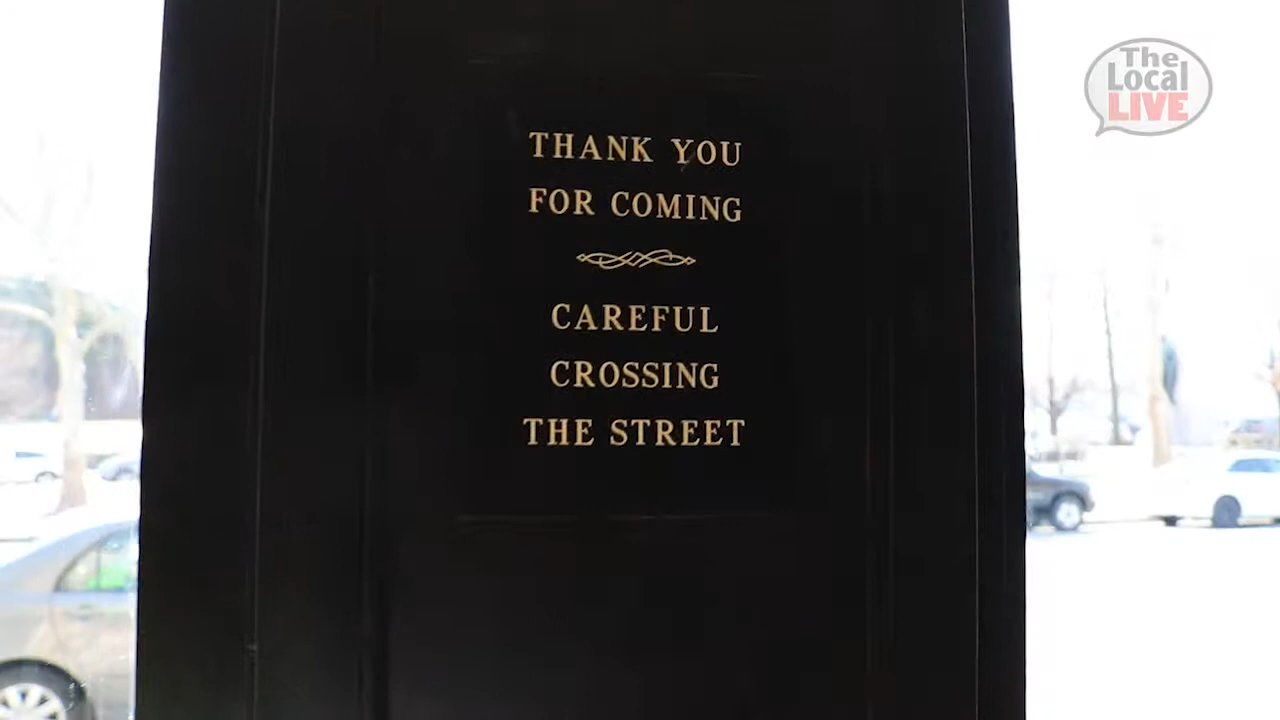 The
Local
LIVE
THANK YOU
FOR COMING
CAREFUL
CROSSING
THE STREET